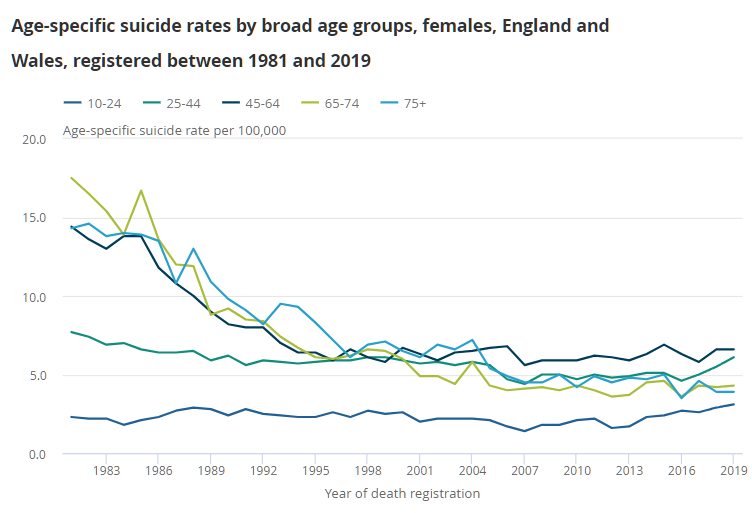 Age-specific suicide rates by broad age groups, females, England and
Wales, registered between 1981 and 2019
10-24 25-44 45-64 65-74 75+
Age-specific suicide rate per 100,000
20.0
15.0
10.0
5.0
0.0
1983 1986 1989 1992 1995 1998 2001 2004 2007 2010 2013 2016 2019
Year of death registration